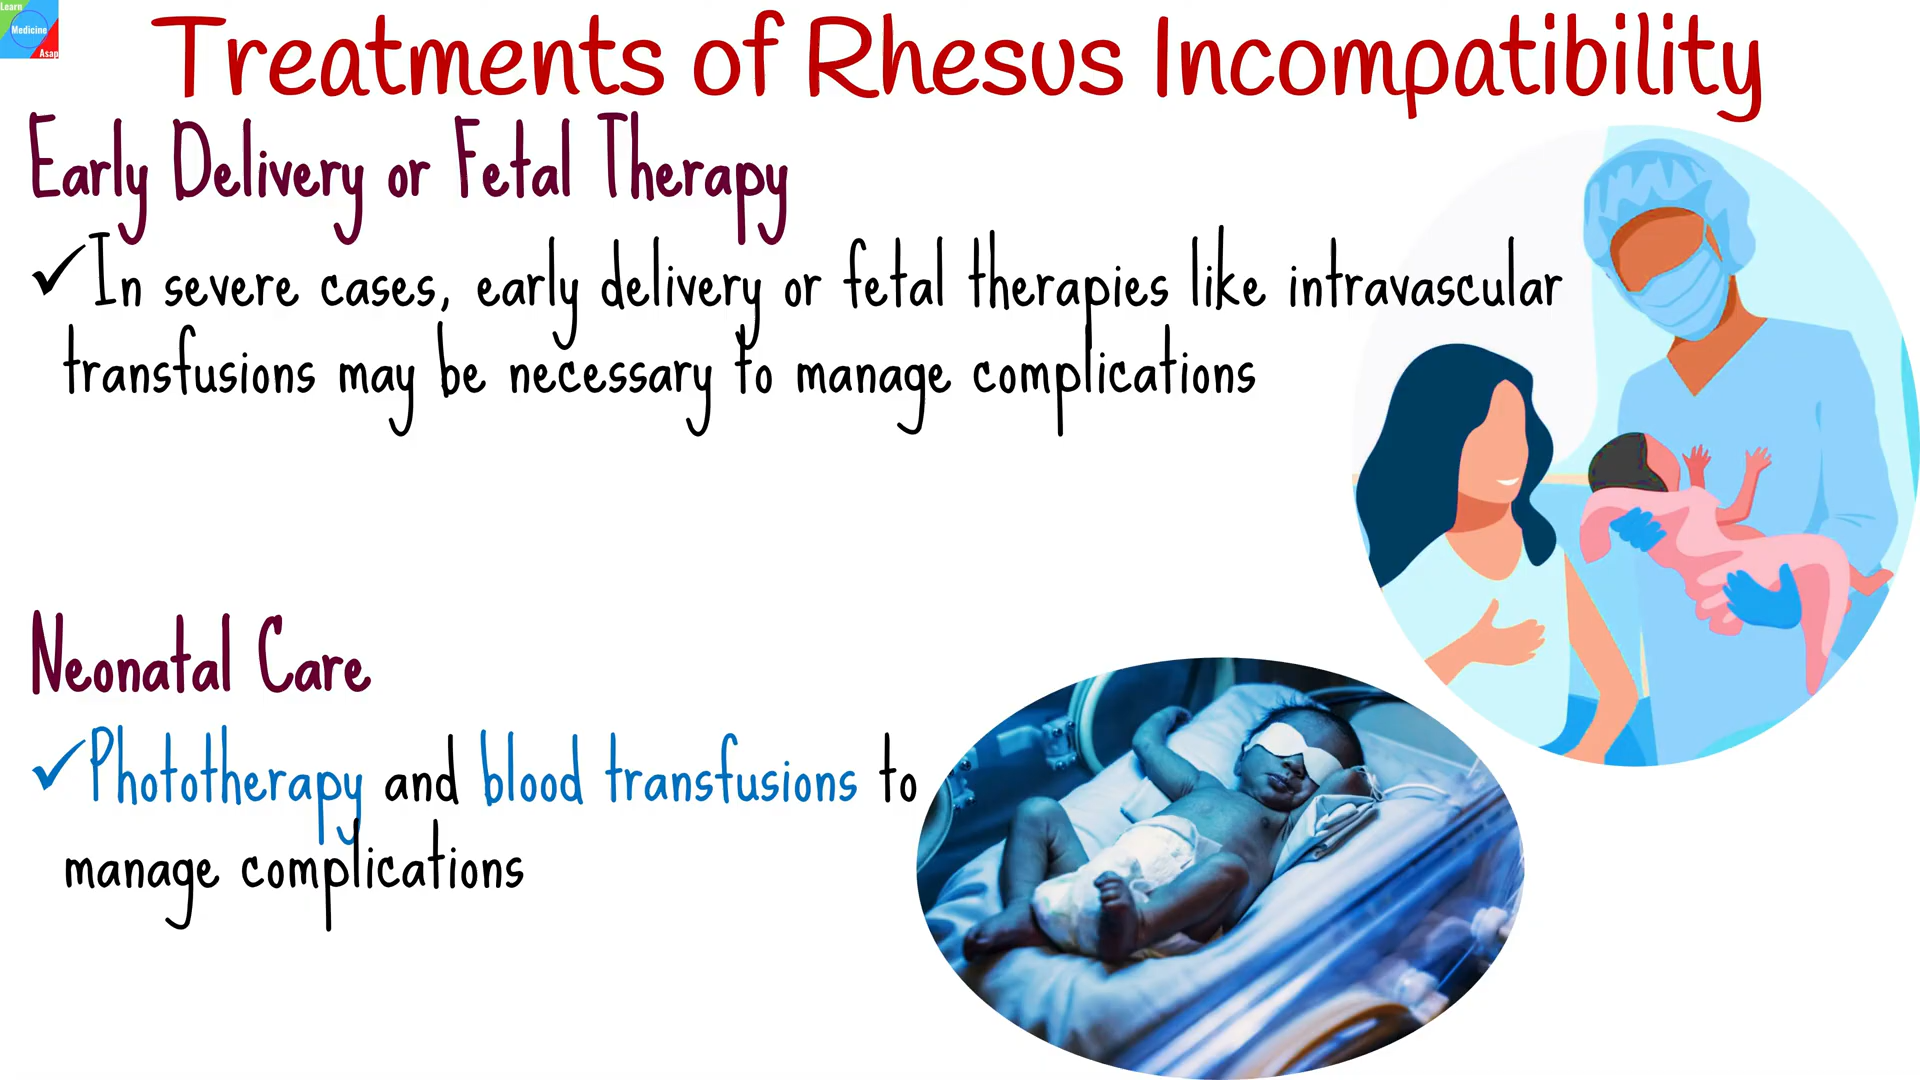 Learn
Medicine
Asap
Treatments of Rhesus Incompatibility
Early Delivery or Fetal Therapy
✓In severe cases, early delivery or fetal therapies like intravascular
transfusions may be necessary to manage complications
Neonatal Care
✓Phototherapy and blood transfusions to
manage complications